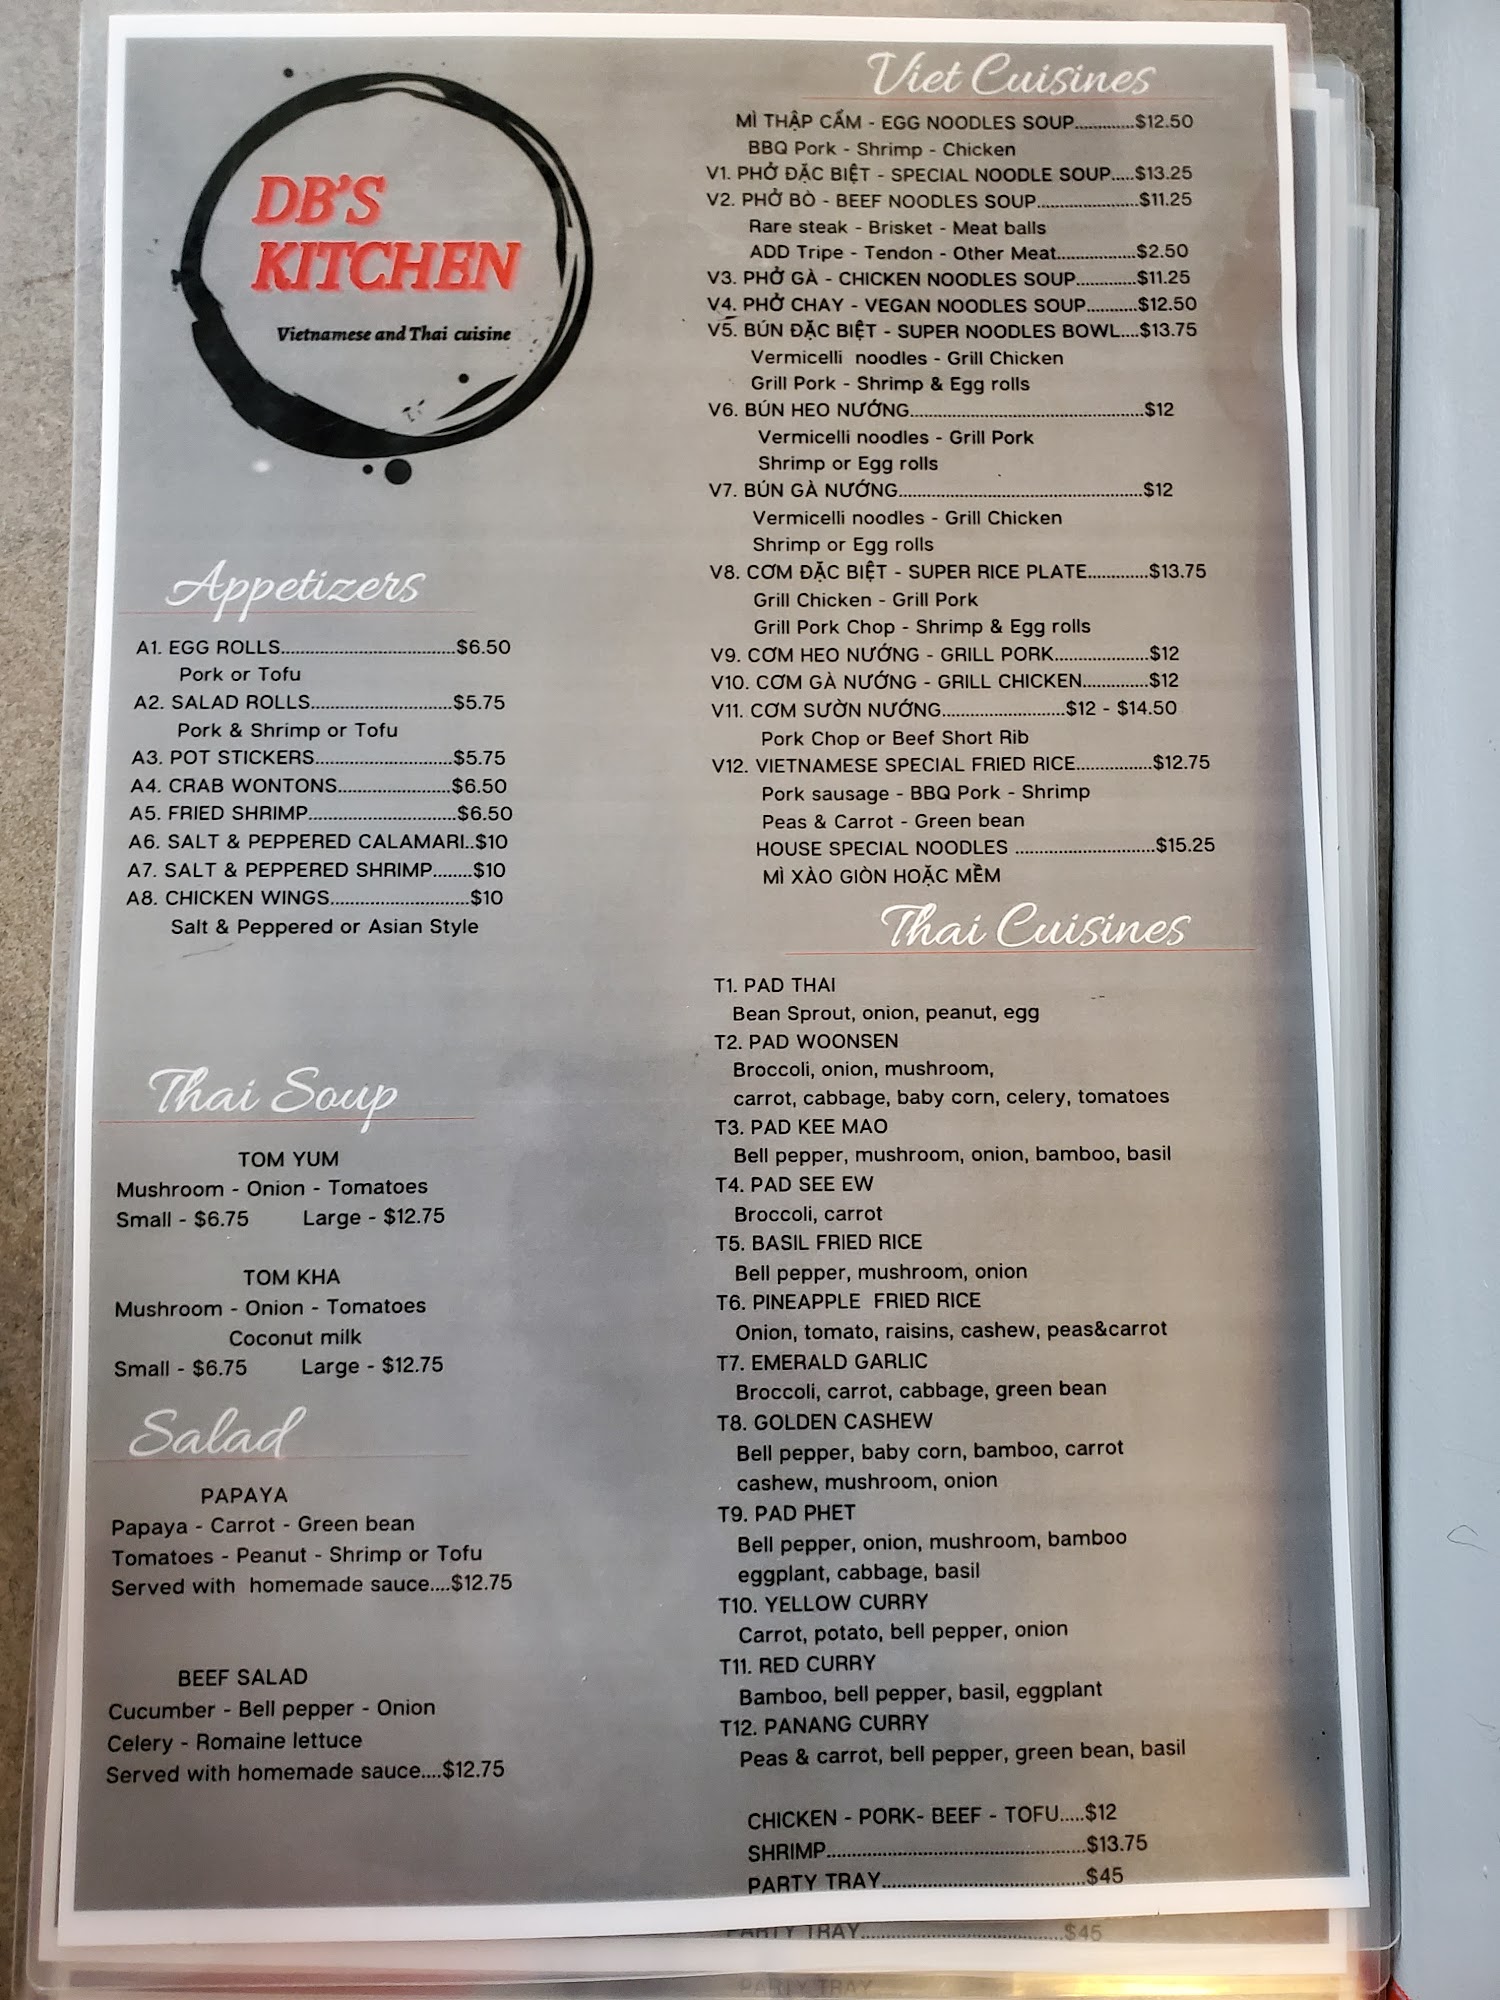 DB'S
KITCHEN
Vietnamese and Thai cuisine
Appetizers
A1. EGG ROLLS..........$6.50
Pork or Tofu
A2. SALAD ROLLS..........$5.75
Pork & Shrimp or Tofu
A3. POT STICKERS..........$5.75
A4. CRAB WONTONS..........$6.50
A5. FRIED SHRIMP..........$6.50
A6. SALT & PEPPERED CALAMARI..$10
A7. SALT & PEPPERED SHRIMP........$10
A8. CHICKEN WINGS..........$10
Salt & Peppered or Asian Style
Thai Soup
TOM YUM
Mushroom - Onion - Tomatoes
Small - $6.75 Large - $12.75
TOM KHA
Mushroom - Onion - Tomatoes
Coconut milk
Small - $6.75 Large - $12.75
Salad
PAPAYA
Papaya - Carrot - Green bean
Tomatoes - Peanut - Shrimp or Tofu
Served with homemade sauce....$12.75
BEEF SALAD
Cucumber - Bell pepper - Onion
Celery - Romaine lettuce
Served with homemade sauce....$12.75
Viet Cuisines
MÌ THẬP CẨM - EGG NOODLES SOUP.............$12.50
BBQ Pork - Shrimp - Chicken
V1. PHỞ ĐẶC BIỆT - SPECIAL NOODLE SOUP.....$13.25
V2. PHỞ BÒ - BEEF NOODLES SOUP..........$11.25
Rare steak - Brisket - Meat balls
ADD Tripe - Tendon - Other Meat..........$2.50
V3. PHỞ GÀ - CHICKEN NOODLES SOUP.............$11.25
V4. PHỞ CHAY - VEGAN NOODLES SOUP...........$12.50
V5. BÚN ĐẶC BIỆT - SUPER NOODLES BOWL....$13.75
Vermicelli noodles - Grill Chicken
Grill Pork - Shrimp & Egg rolls
V6. BÚN HEO NƯỚNG..........$12
Vermicelli noodles - Grill Pork
Shrimp or Egg rolls
V7. BÚN GÀ NƯỚNG..........$12
Vermicelli noodles - Grill Chicken
Shrimp or Egg rolls
V8. CƠM ĐẶC BIỆT - SUPER RICE PLATE.............$13.75
Grill Chicken - Grill Pork
Grill Pork Chop - Shrimp & Egg rolls
V9. CƠM HEO NƯỚNG - GRILL PORK..........$12
V10. CƠM GÀ NƯỚNG - GRILL CHICKEN..............$12
V11. CƠM SƯỜN NƯỚNG..........$12 - $14.50
Pork Chop or Beef Short Rib
V12. VIETNAMESE SPECIAL FRIED RICE................$12.75
Pork sausage - BBQ Pork - Shrimp
Peas & Carrot - Green bean
HOUSE SPECIAL NOODLES ..........$15.25
MÌ XÀO GIÒN HOẶC MỀM
Thai Cuisines
T1. PAD THAI
Bean Sprout, onion, peanut, egg
T2. PAD WOONSEN
Broccoli, onion, mushroom,
carrot, cabbage, baby corn, celery, tomatoes
T3. PAD KEE MAO
Bell pepper, mushroom, onion, bamboo, basil
T4. PAD SEE EW
Broccoli, carrot
T5. BASIL FRIED RICE
Bell pepper, mushroom, onion
T6. PINEAPPLE FRIED RICE
Onion, tomato, raisins, cashew, peas&carrot
T7. EMERALD GARLIC
Broccoli, carrot, cabbage, green bean
T8. GOLDEN CASHEW
Bell pepper, baby corn, bamboo, carrot
cashew, mushroom, onion
T9. PAD PHET
Bell pepper, onion, mushroom, bamboo
eggplant, cabbage, basil
T10. YELLOW CURRY
Carrot, potato, bell pepper, onion
T11. RED CURRY
Bamboo, bell pepper, basil, eggplant
T12. PANANG CURRY
Peas & carrot, bell pepper, green bean, basil
CHICKEN - PORK- BEEF - TOFU.....$12
SHRIMP..........$13.75
PARTY TRAY..........$45
PARTY TRAY..........$45
PARTY TRAY